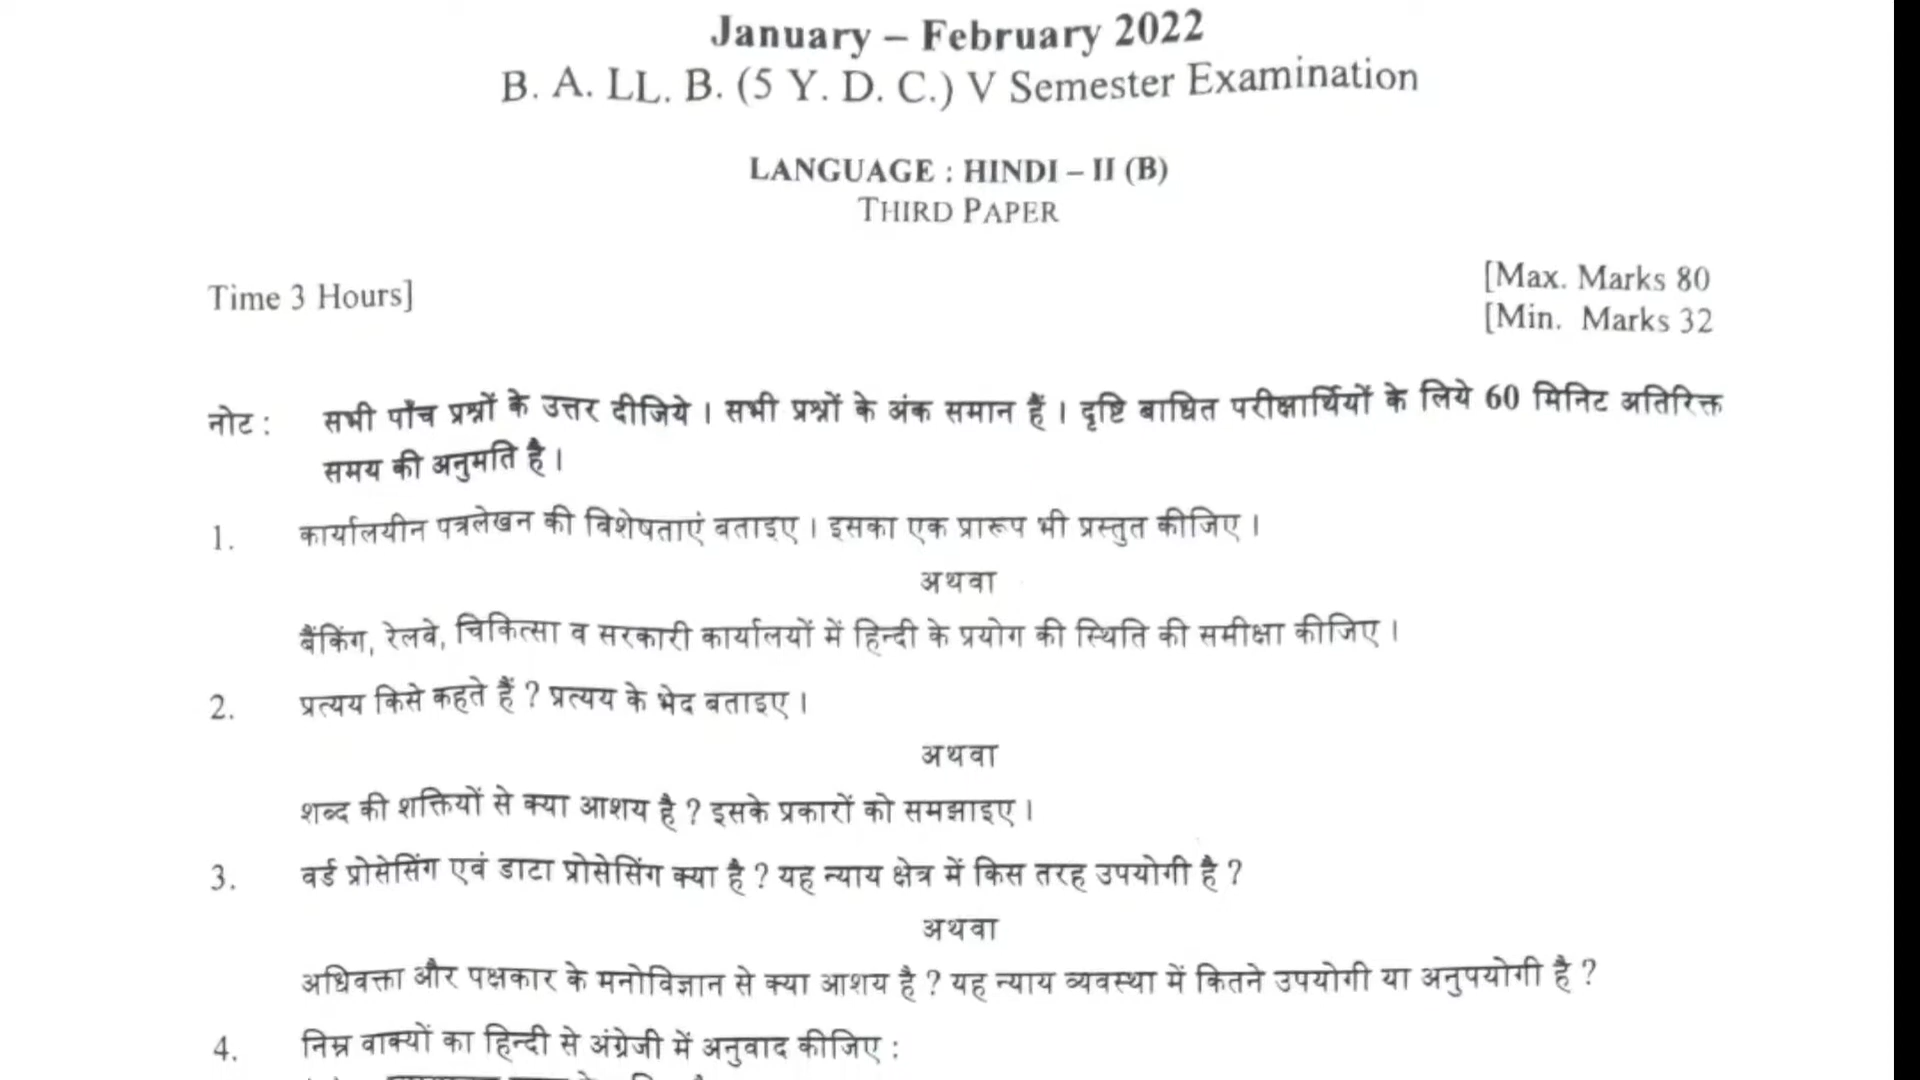 January – February 2022
B. A. LL. B. (5 Y. D. C.) V Semester Examination
LANGUAGE : HINDI – II (B)
THIRD PAPER
Time 3 Hours]
[Max. Marks 80
[Min. Marks 32
नोट : सभी पाँच प्रश्नों के उत्तर दीजिये । सभी प्रश्नों के अंक समान हैं । दृष्टि बाधित परीक्षार्थियों के लिये 60 मिनिट अतिरिक्त
समय की अनुमति है ।
1. कार्यालयीन पत्रलेखन की विशेषताएं बताइए । इसका एक प्रारूप भी प्रस्तुत कीजिए ।
अथवा
बैंकिंग, रेलवे, चिकित्सा व सरकारी कार्यालयों में हिन्दी के प्रयोग की स्थिति की समीक्षा कीजिए ।
2. प्रत्यय किसे कहते हैं ? प्रत्यय के भेद बताइए ।
अथवा
शब्द की शक्तियों से क्या आशय है ? इसके प्रकारों को समझाइए ।
3. वर्ड प्रोसेसिंग एवं डाटा प्रोसेसिंग क्या है ? यह न्याय क्षेत्र में किस तरह उपयोगी है ?
अथवा
अधिवक्ता और पक्षकार के मनोविज्ञान से क्या आशय है ? यह न्याय व्यवस्था में कितने उपयोगी या अनुपयोगी है ?
4. निम्न वाक्यों का हिन्दी से अंग्रेजी में अनुवाद कीजिए :